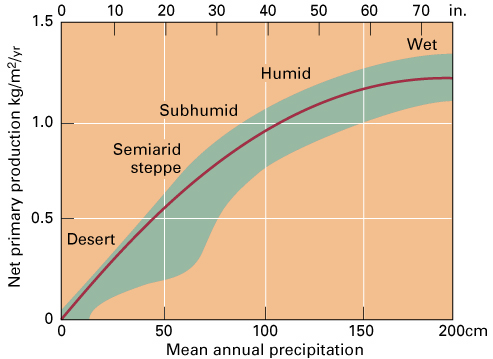 0 10 20 30 40 50 60 70 in.
1.5
Wet
Humid
Subhumid
1.0
Semiarid
steppe
0.5
Desert
0
0 50 100 150 200cm
Mean annual precipitation
Net primary production kg/m²/yr